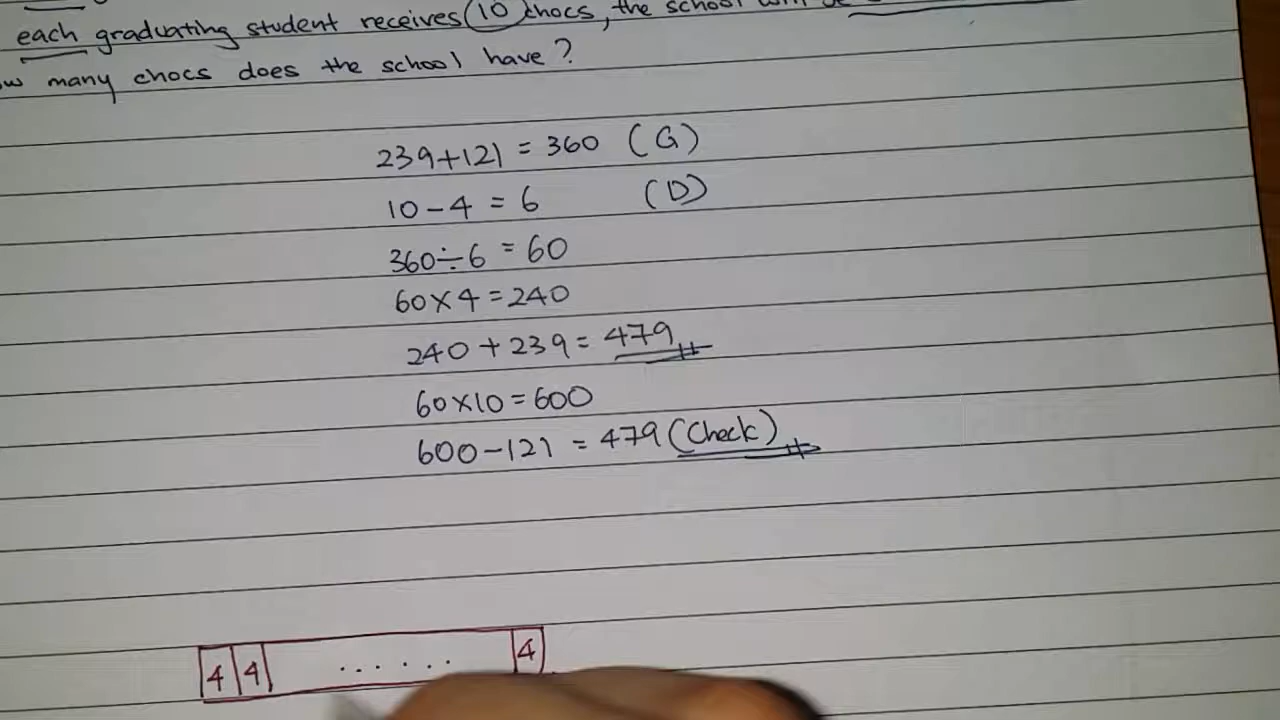 each graduating student receives 10 chocs, the school
many chocs does the school have?
239+121 = 360 (G)
10-4 = 6 (D)
360÷6 = 60
60×4 = 240
240 + 239 = 479
60×10 = 600
600-121 = 479 (Check)
4 4 ...... 4